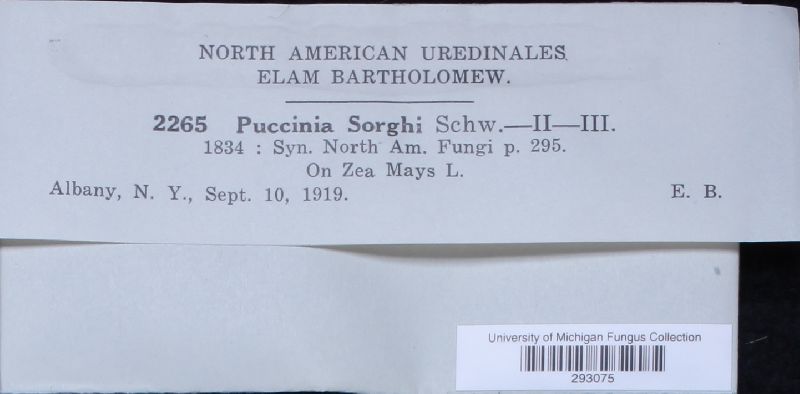 NORTH AMERICAN UREDINALES.
ELAM BARTHOLOMEW.
2265 Puccinia Sorghi Schw.—II—III.
1834 : Syn. North Am. Fungi p. 295.
On Zea Mays L.
Albany, N. Y., Sept. 10, 1919. E. B.
University of Michigan Fungus Collection
293075